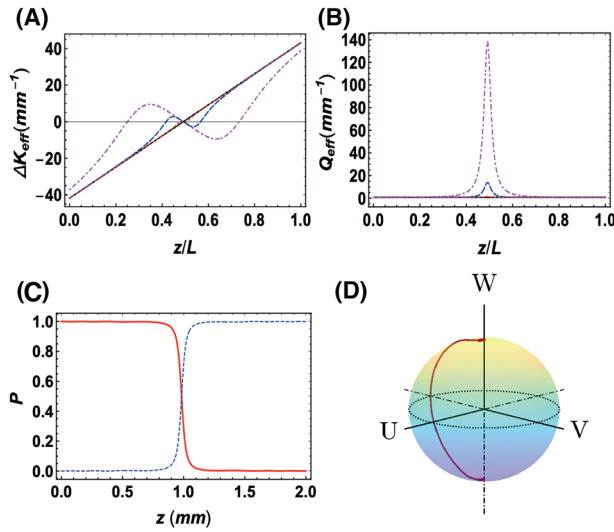 (A)
ΔK_eff(mm⁻¹)
40
20
0
−20
−40
0.0 0.2 0.4 0.6 0.8 1.0
z/L
(B)
Q_eff(mm⁻¹)
140
120
100
80
60
40
20
0
0.0 0.2 0.4 0.6 0.8 1.0
z/L
(C)
P
1.0
0.8
0.6
0.4
0.2
0.0
0.0 0.5 1.0 1.5 2.0
z (mm)
(D)
W
U
V